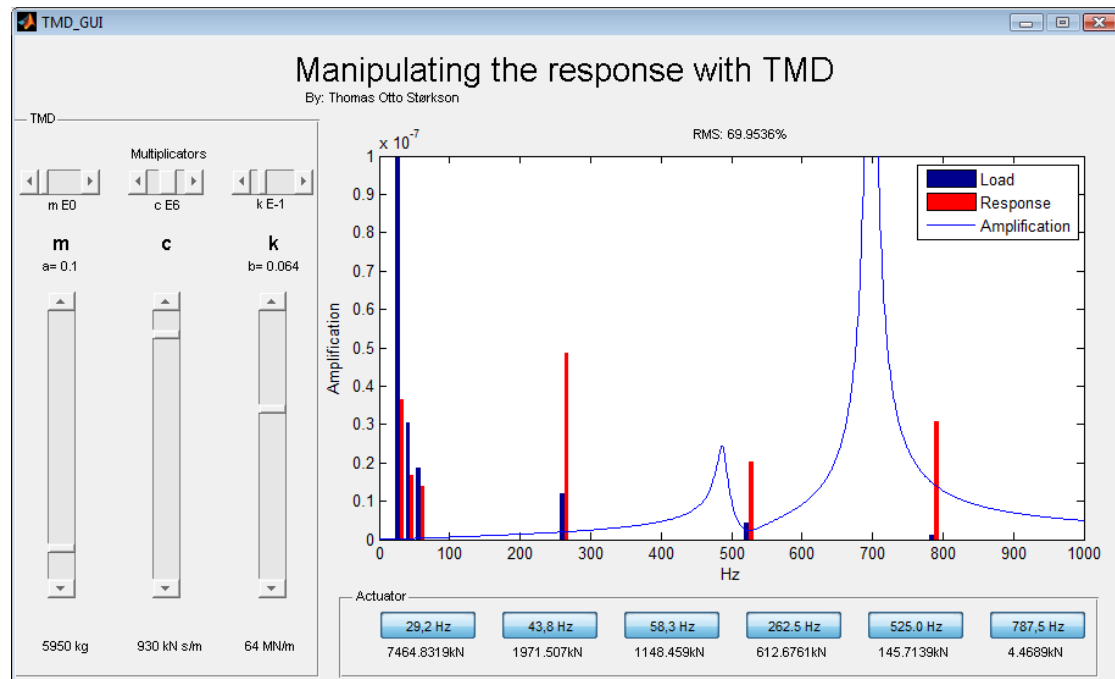 TMD_GUI
Manipulating the response with TMD
By: Thomas Otto Størkson
TMD
Multiplicators
m E0
c E6
k E-1
m
c
k
a= 0.1
b= 0.064
5950 kg
930 kN s/m
64 MN/m
x 10^-7
RMS: 69.9536%
1
0.9
0.8
0.7
0.6
0.5
0.4
0.3
0.2
0.1
0
Amplification
Load
Response
Amplification
0 100 200 300 400 500 600 700 800 900 1000
Hz
Actuator
29,2 Hz
43,8 Hz
58,3 Hz
262.5 Hz
525.0 Hz
787,5 Hz
7464.8319kN
1971.507kN
1148.459kN
612.6761kN
145.7139kN
4.4689kN